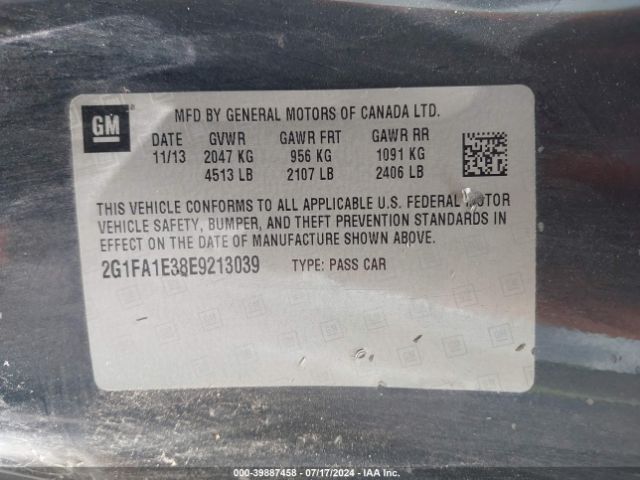 GM
MFD BY GENERAL MOTORS OF CANADA LTD.
DATE GVWR GAWR FRT GAWR RR
11/13 2047 KG 956 KG 1091 KG
4513 LB 2107 LB 2406 LB
THIS VEHICLE CONFORMS TO ALL APPLICABLE U.S. FEDERAL MOTOR
VEHICLE SAFETY, BUMPER, AND THEFT PREVENTION STANDARDS IN
EFFECT ON THE DATE OF MANUFACTURE SHOWN ABOVE.
2G1FA1E38E9213039 TYPE: PASS CAR
000-39887458 - 07/17/2024 - IAA Inc.